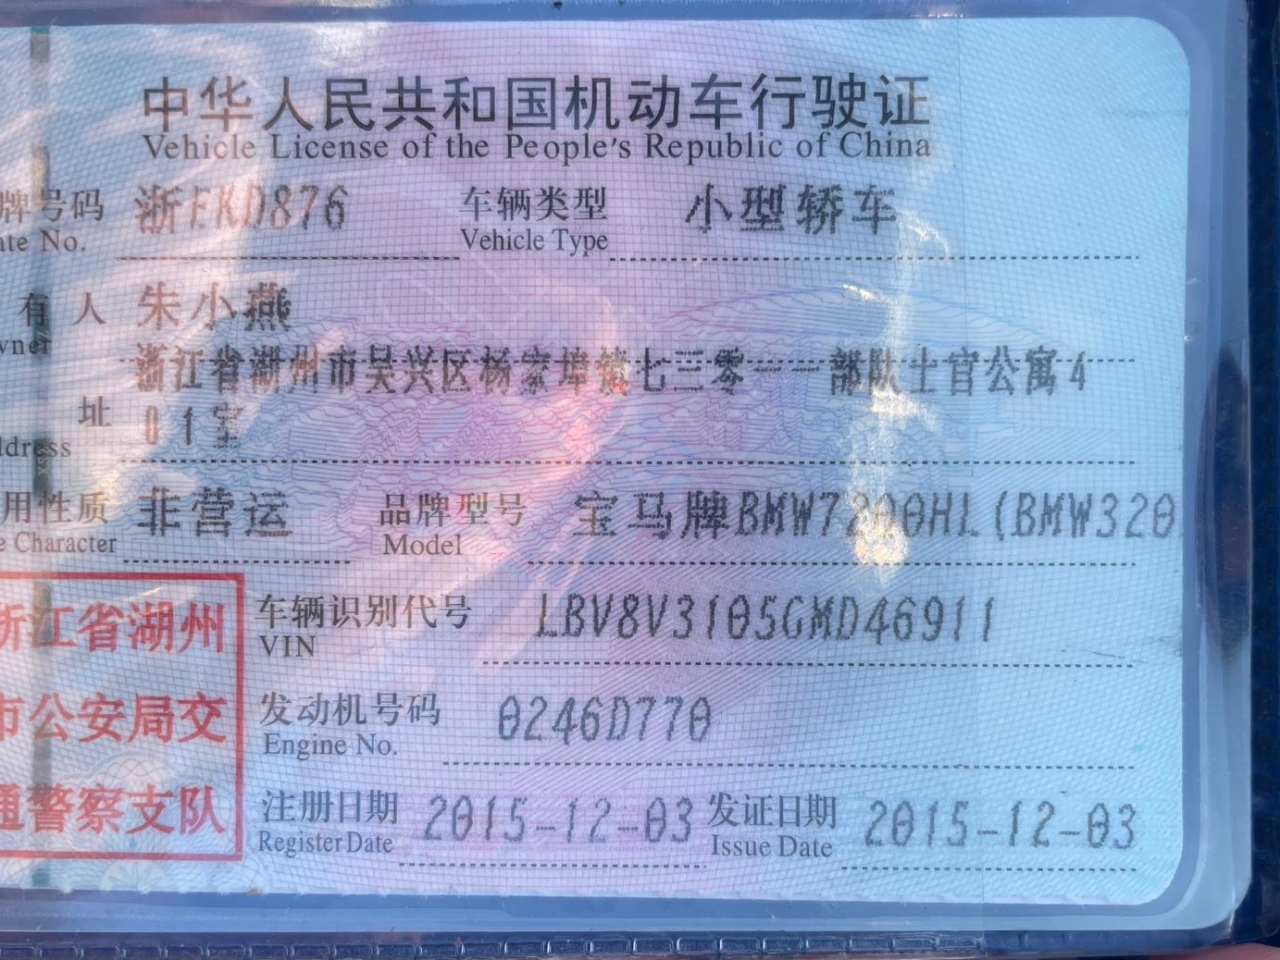 中华人民共和国机动车行驶证
Vehicle License of the People's Republic of China
牌号码 浙EKD876 车辆类型 小型轿车
ate No. Vehicle Type
有人 朱小燕
wner
浙江省湖州市吴兴区杨家埠镇七三零一一部队士官公寓4
址 01室
ddress
用性质 非营运 品牌型号 宝马牌BMW7200HL(BMW320
e Character Model
浙江省湖州
市公安局交
通警察支队
车辆识别代号 LBV8V3105GMD46911
VIN
发动机号码 0246D770
Engine No.
注册日期 2015-12-03 发证日期 2015-12-03
Register Date Issue Date